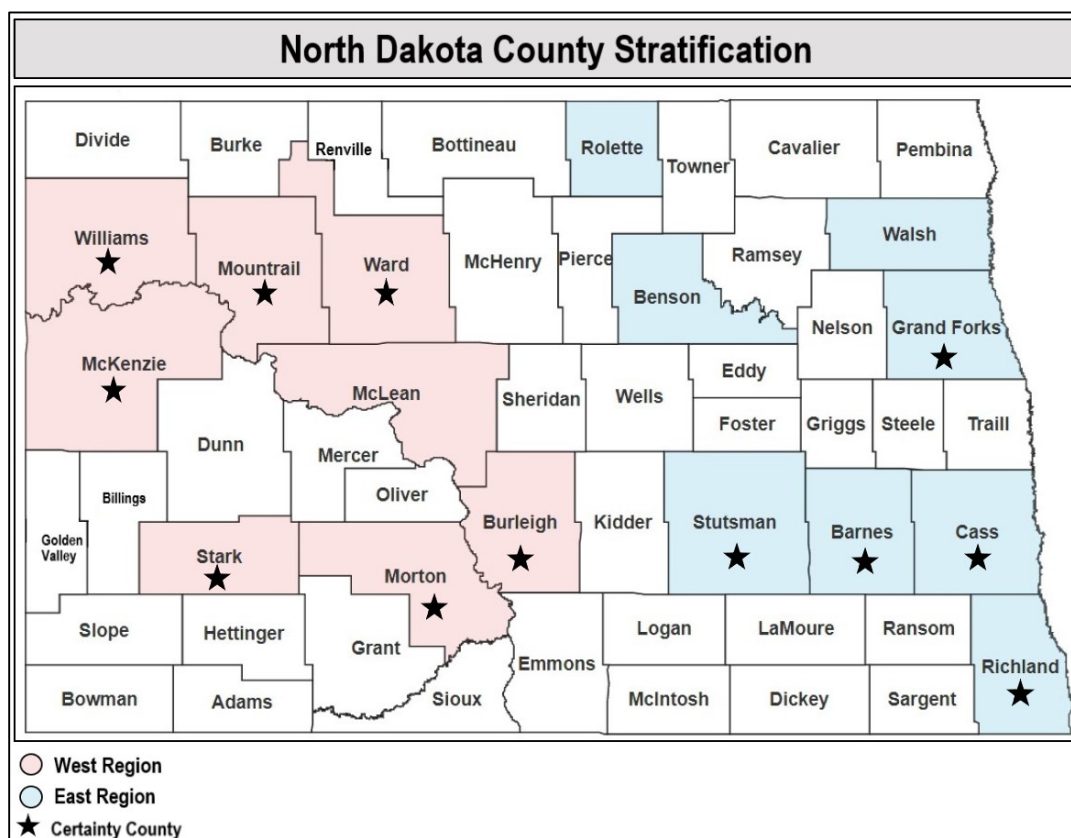 North Dakota County Stratification
Divide
Burke
Renville
Bottineau
Rolette
Towner
Cavalier
Pembina
Williams
Mountrail
Ward
McHenry
Pierce
Benson
Ramsey
Walsh
Nelson
Grand Forks
McKenzie
McLean
Sheridan
Wells
Eddy
Foster
Griggs
Steele
Traill
Dunn
Mercer
Oliver
Billings
Golden
Valley
Stark
Morton
Burleigh
Kidder
Stutsman
Barnes
Cass
Slope
Hettinger
Grant
Emmons
Logan
LaMoure
Ransom
Richland
Bowman
Adams
Sioux
McIntosh
Dickey
Sargent
West Region
East Region
Certainty County